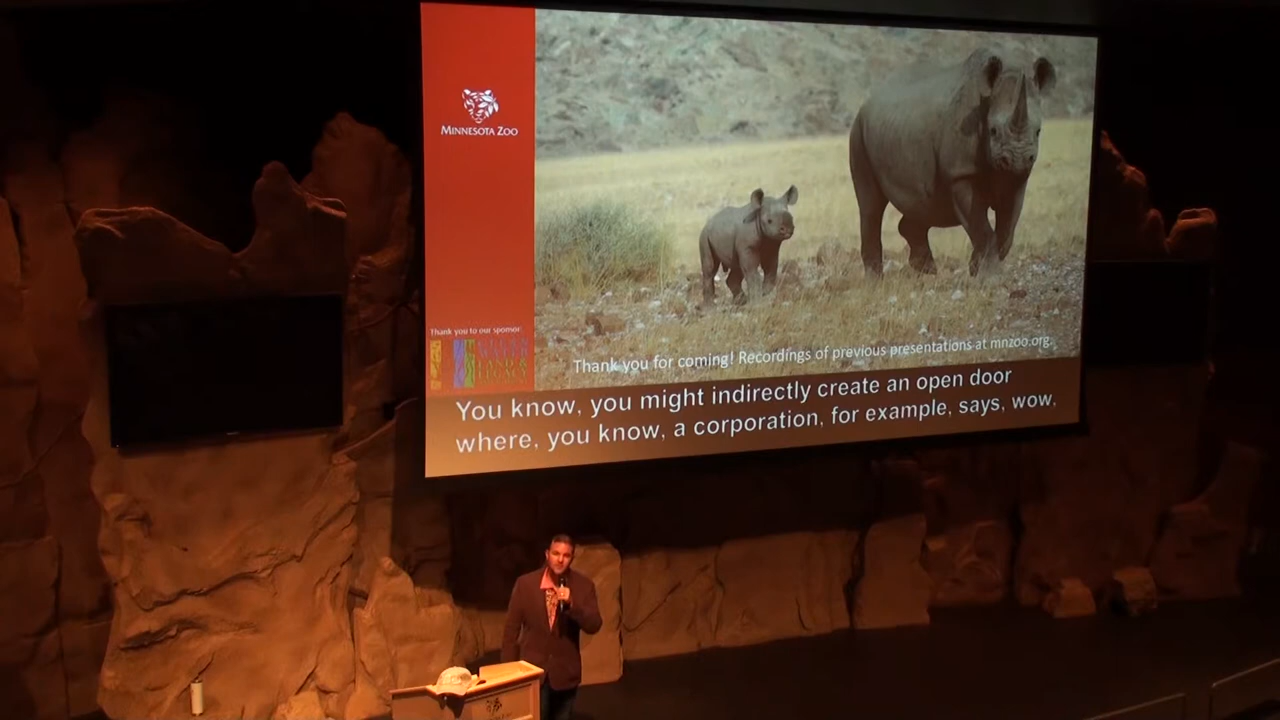 MINNESOTA ZOO
Thank you to our sponsor:
Thank you for coming! Recordings of previous presentations at mnzoo.org.
You know, you might indirectly create an open door
where, you know, a corporation, for example, says, wow,